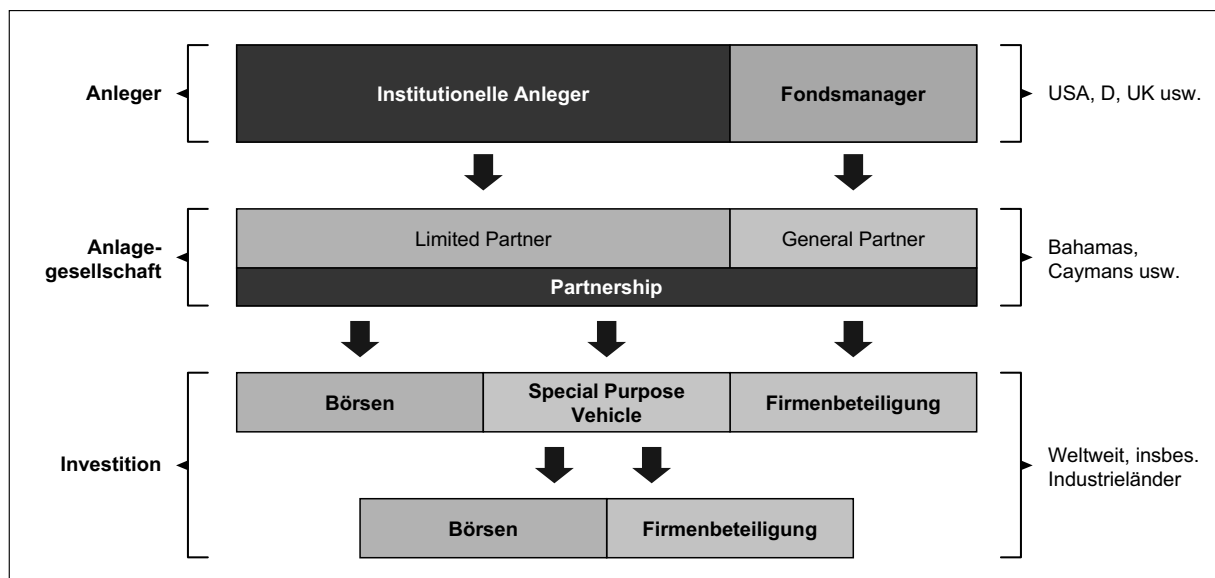 Anleger
Institutionelle Anleger
Fondsmanager
USA, D, UK usw.
Anlage-
gesellschaft
Limited Partner
General Partner
Partnership
Bahamas,
Caymans usw.
Investition
Börsen
Special Purpose
Vehicle
Firmenbeteiligung
Börsen
Firmenbeteiligung
Weltweit, insbes.
Industrieländer